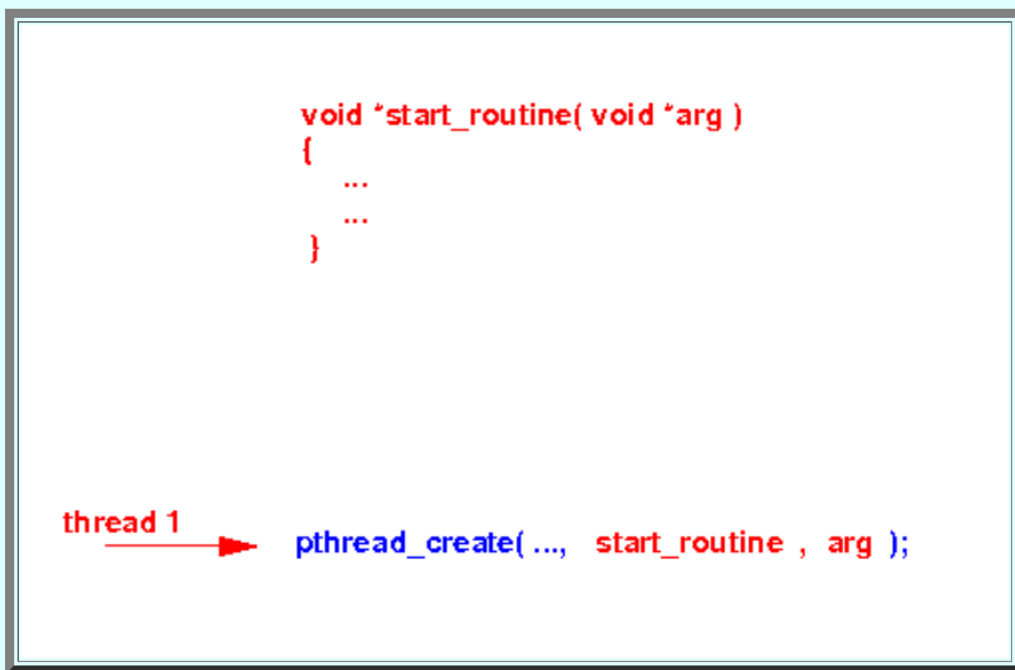 void *start_routine( void *arg )
{
...
...
}
thread 1
pthread_create( ..., start_routine , arg );